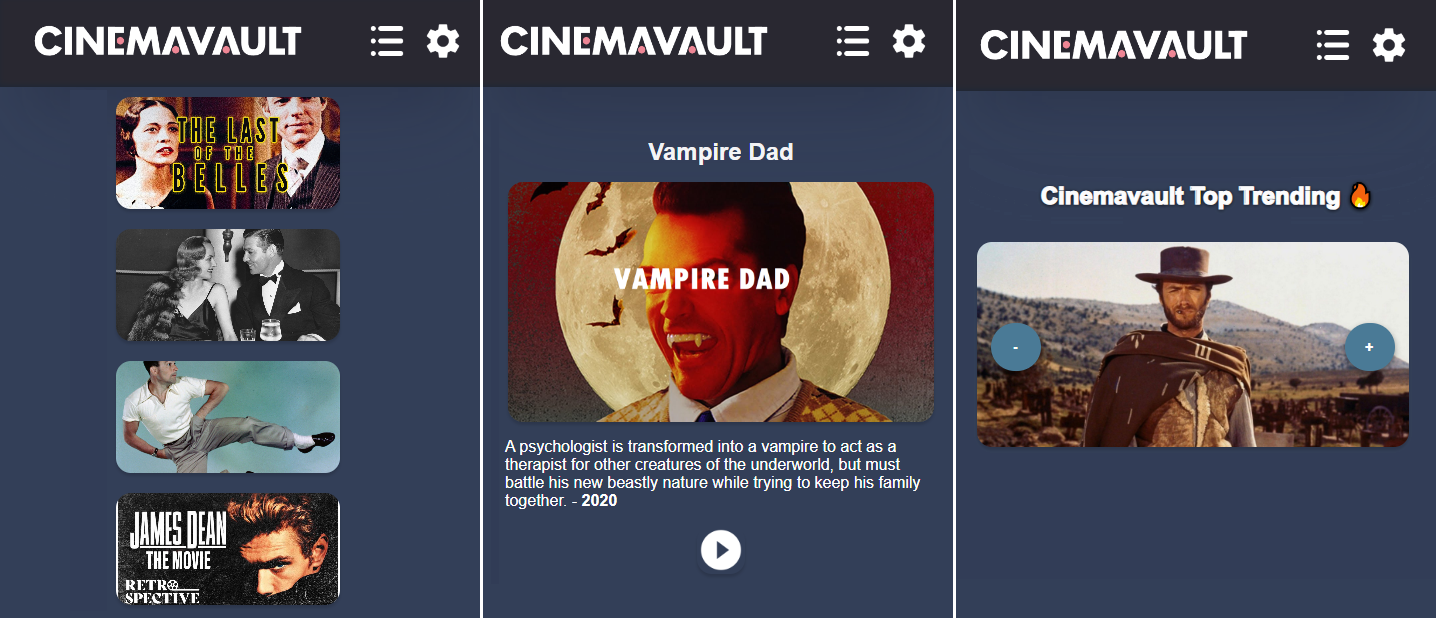 CINEMAVAULT
THE LAST
OF THE
BELLES
JAMES DEAN
THE MOVIE
RETRO
SPECTIVE
CINEMAVAULT
Vampire Dad
VAMPIRE DAD
A psychologist is transformed into a vampire to act as a
therapist for other creatures of the underworld, but must
battle his new beastly nature while trying to keep his family
together. - 2020
CINEMAVAULT
Cinemavault Top Trending 🔥
- +